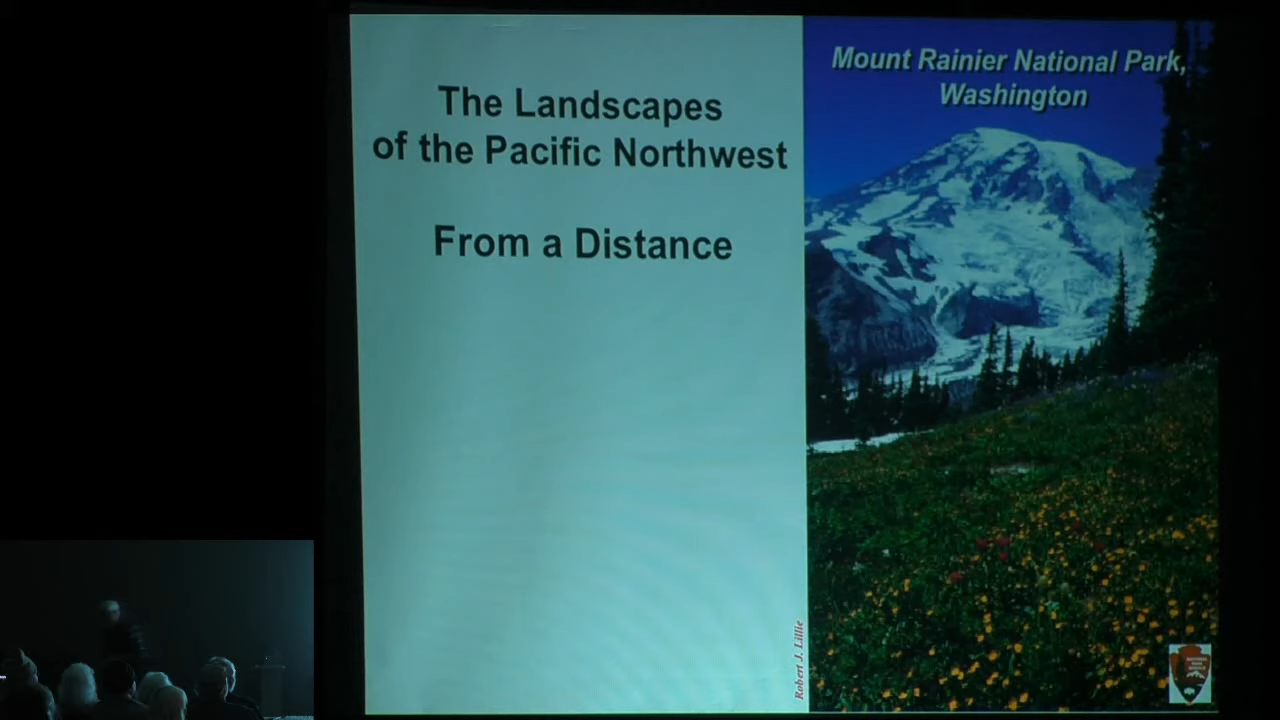 The Landscapes
of the Pacific Northwest
From a Distance
Mount Rainier National Park,
Washington
Robert J. Lillie